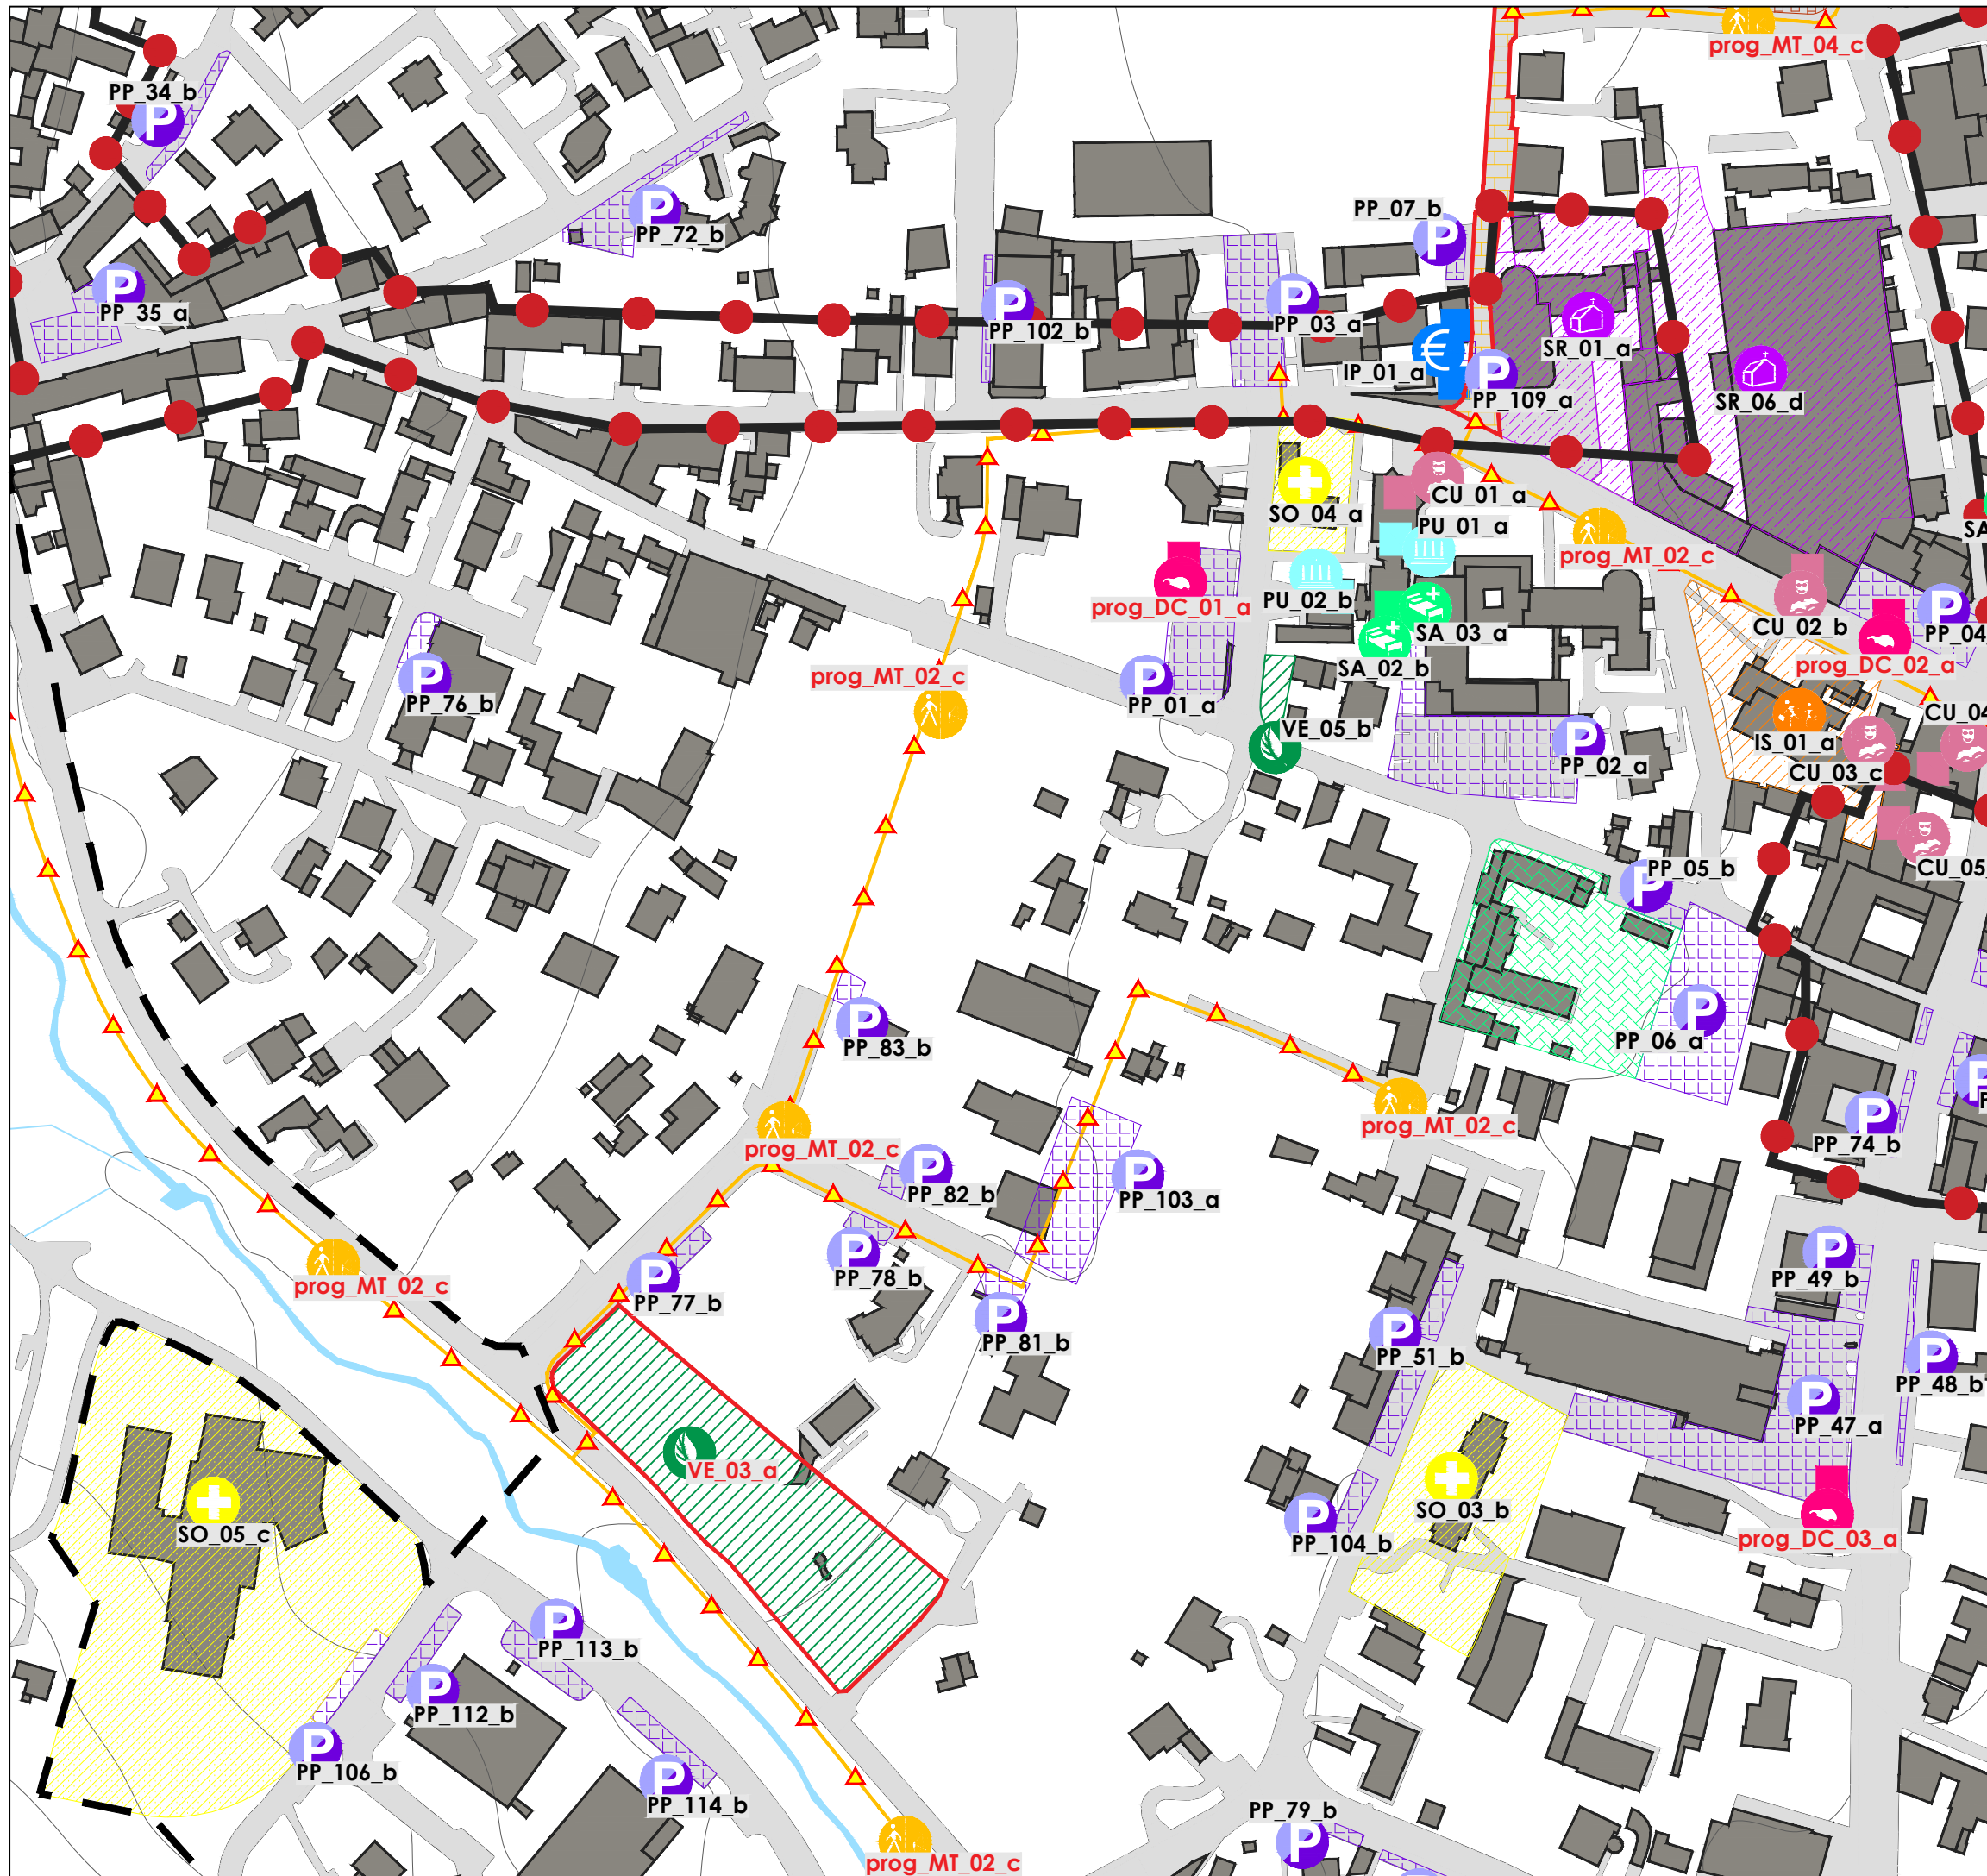 prog_MT_04_c
PP_34_b
P
PP_07_b
P
PP_72_b
P
P
PP_35_a
P
PP_102_b
P
PP_03_a
SR_01_a
€
IP_01_a
P
PP_109_a
SR_06_d
SO_04_a
CU_01_a
PU_01_a
SA
prog_MT_02_c
prog_DC_01_a
PU_02_b
SA_03_a
CU_02_b
P
PP_04
SA_02_b
prog_DC_02_a
prog_MT_02_c
P
PP_76_b
P
PP_01_a
VE_05_b
CU_04
P
PP_02_a
IS_01_a
CU_03_c
PP_05_b
P
CU_05_
P
PP_83_b
P
PP_06_a
P
prog_MT_02_c
P
PP_74_b
prog_MT_02_c
P
PP_82_b
P
PP_103_a
P
PP_78_b
P
PP_49_b
prog_MT_02_c
P
PP_77_b
P
PP_81_b
P
PP_51_b
P
PP_48_b
P
PP_47_a
VE_03_a
SO_03_b
SO_05_c
P
PP_104_b
prog_DC_03_a
P
PP_113_b
P
PP_112_b
P
PP_106_b
P
PP_114_b
PP_79_b
P
prog_MT_02_c